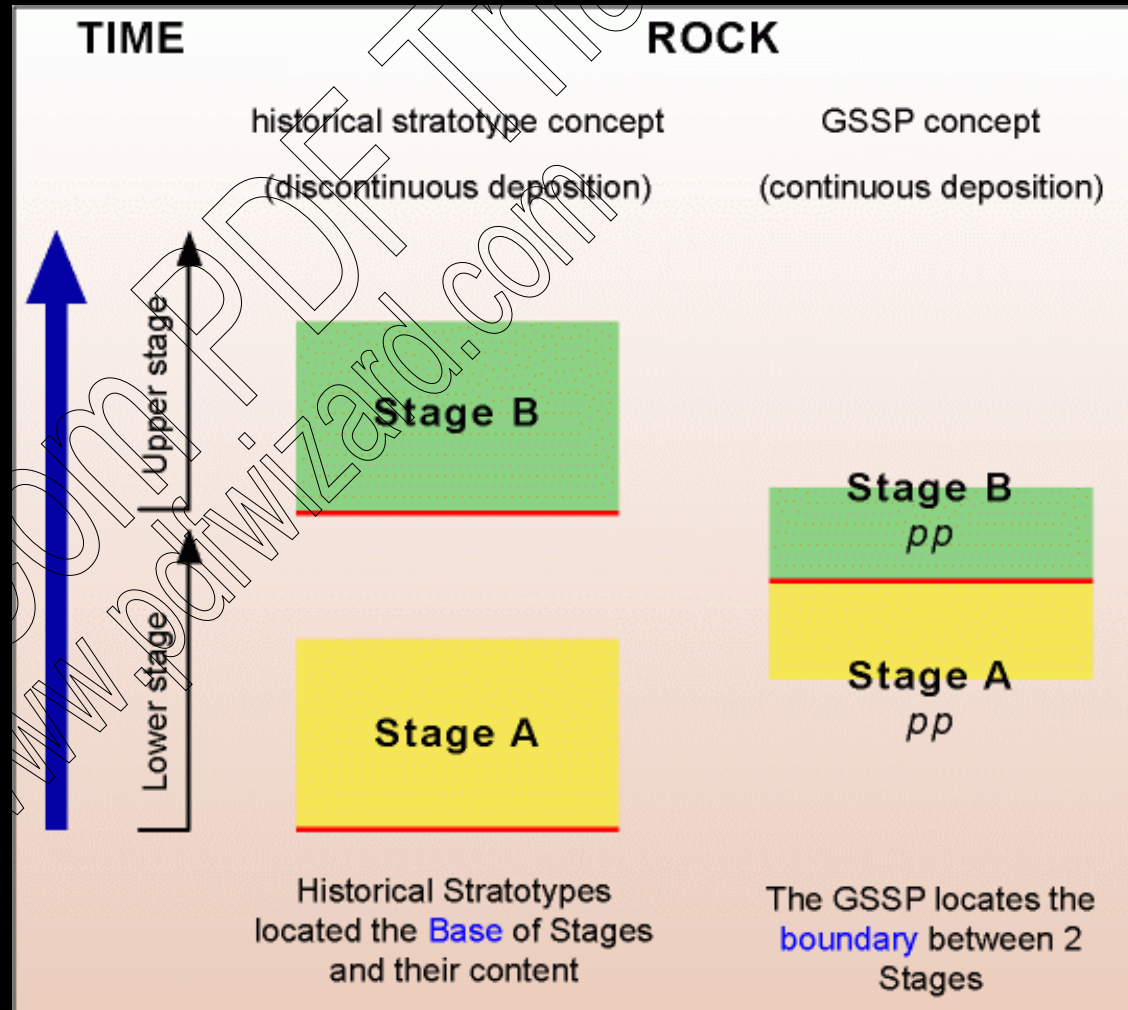 TIME
ROCK
historical stratotype concept
(discontinuous deposition)
GSSP concept
(continuous deposition)
Upper stage
Lower stage
Stage B
Stage A
Stage B
pp
Stage A
pp
Historical Stratotypes
located the Base of Stages
and their content
The GSSP locates the
boundary between 2
Stages
PDF
www.pdfwizard.com